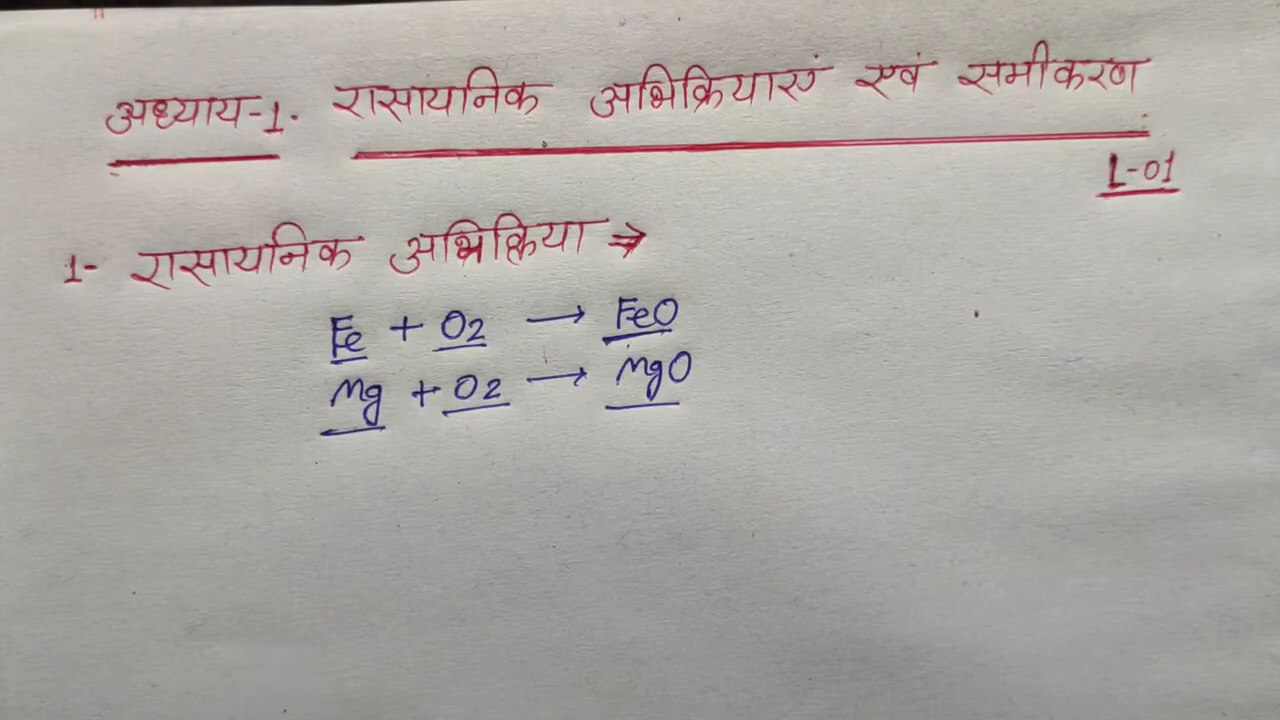 अध्याय-1. रासायनिक अभिक्रियाएं एवं समीकरण
L-01
1- रासायनिक अभिक्रिया →
Fe + O2 → FeO
Mg + O2 → MgO